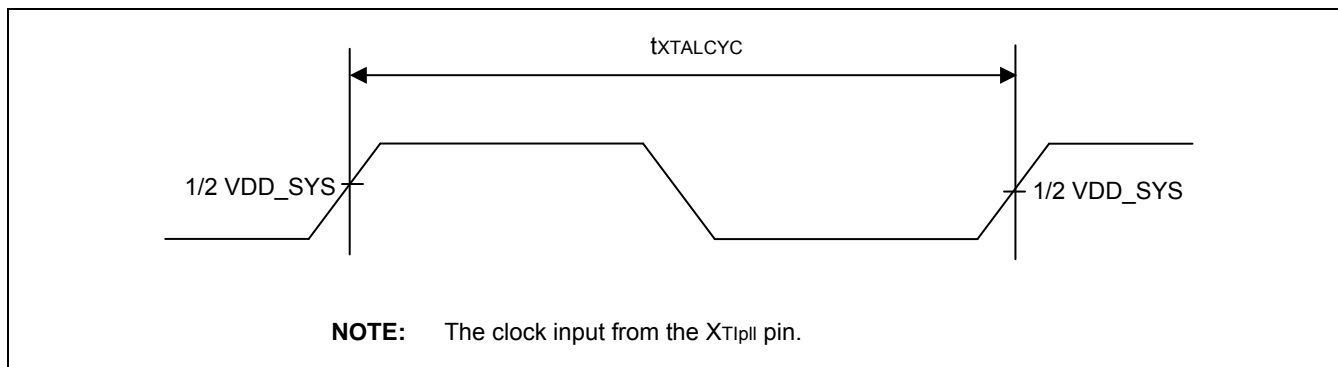 tXTALCYC
1/2 VDD_SYS
1/2 VDD_SYS
NOTE: The clock input from the XTIpll pin.